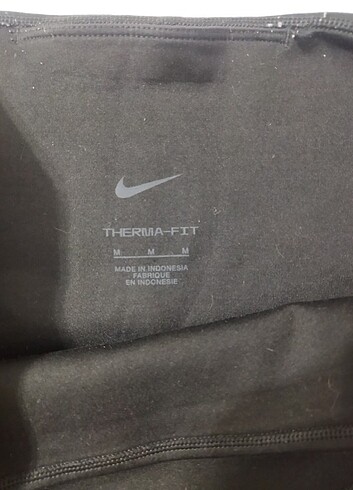 THERMA-FIT
M M M
MADE IN INDONESIA
FABRIQUE
EN INDONESIE